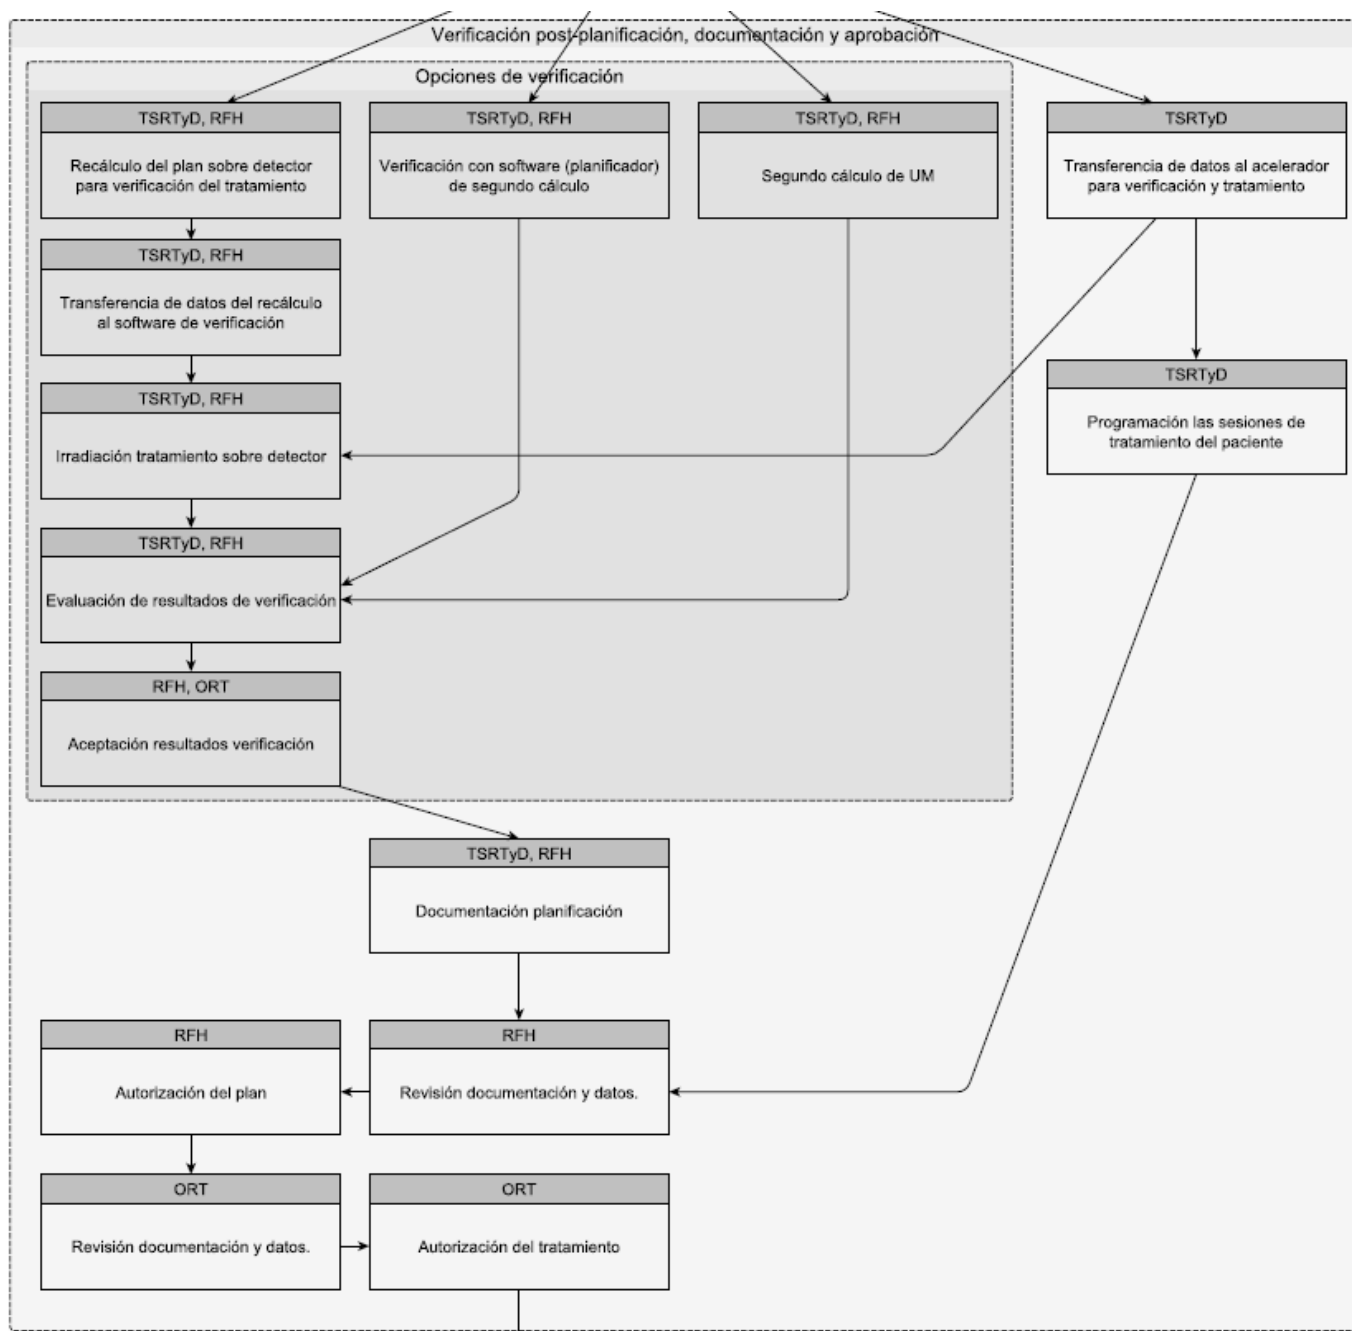 Verificación post-planificación, documentación y aprobación
Opciones de verificación
TSRTyD, RFH
Recálculo del plan sobre detector
para verificación del tratamiento
TSRTyD, RFH
Verificación con software (planificador)
de segundo cálculo
TSRTyD, RFH
Segundo cálculo de UM
TSRTyD
Transferencia de datos al acelerador
para verificación y tratamiento
TSRTyD, RFH
Transferencia de datos del recálculo
al software de verificación
TSRTyD
Programación las sesiones de
tratamiento del paciente
TSRTyD, RFH
Irradiación tratamiento sobre detector
TSRTyD, RFH
Evaluación de resultados de verificación
RFH, ORT
Aceptación resultados verificación
TSRTyD, RFH
Documentación planificación
RFH
Autorización del plan
RFH
Revisión documentación y datos.
ORT
Revisión documentación y datos.
ORT
Autorización del tratamiento